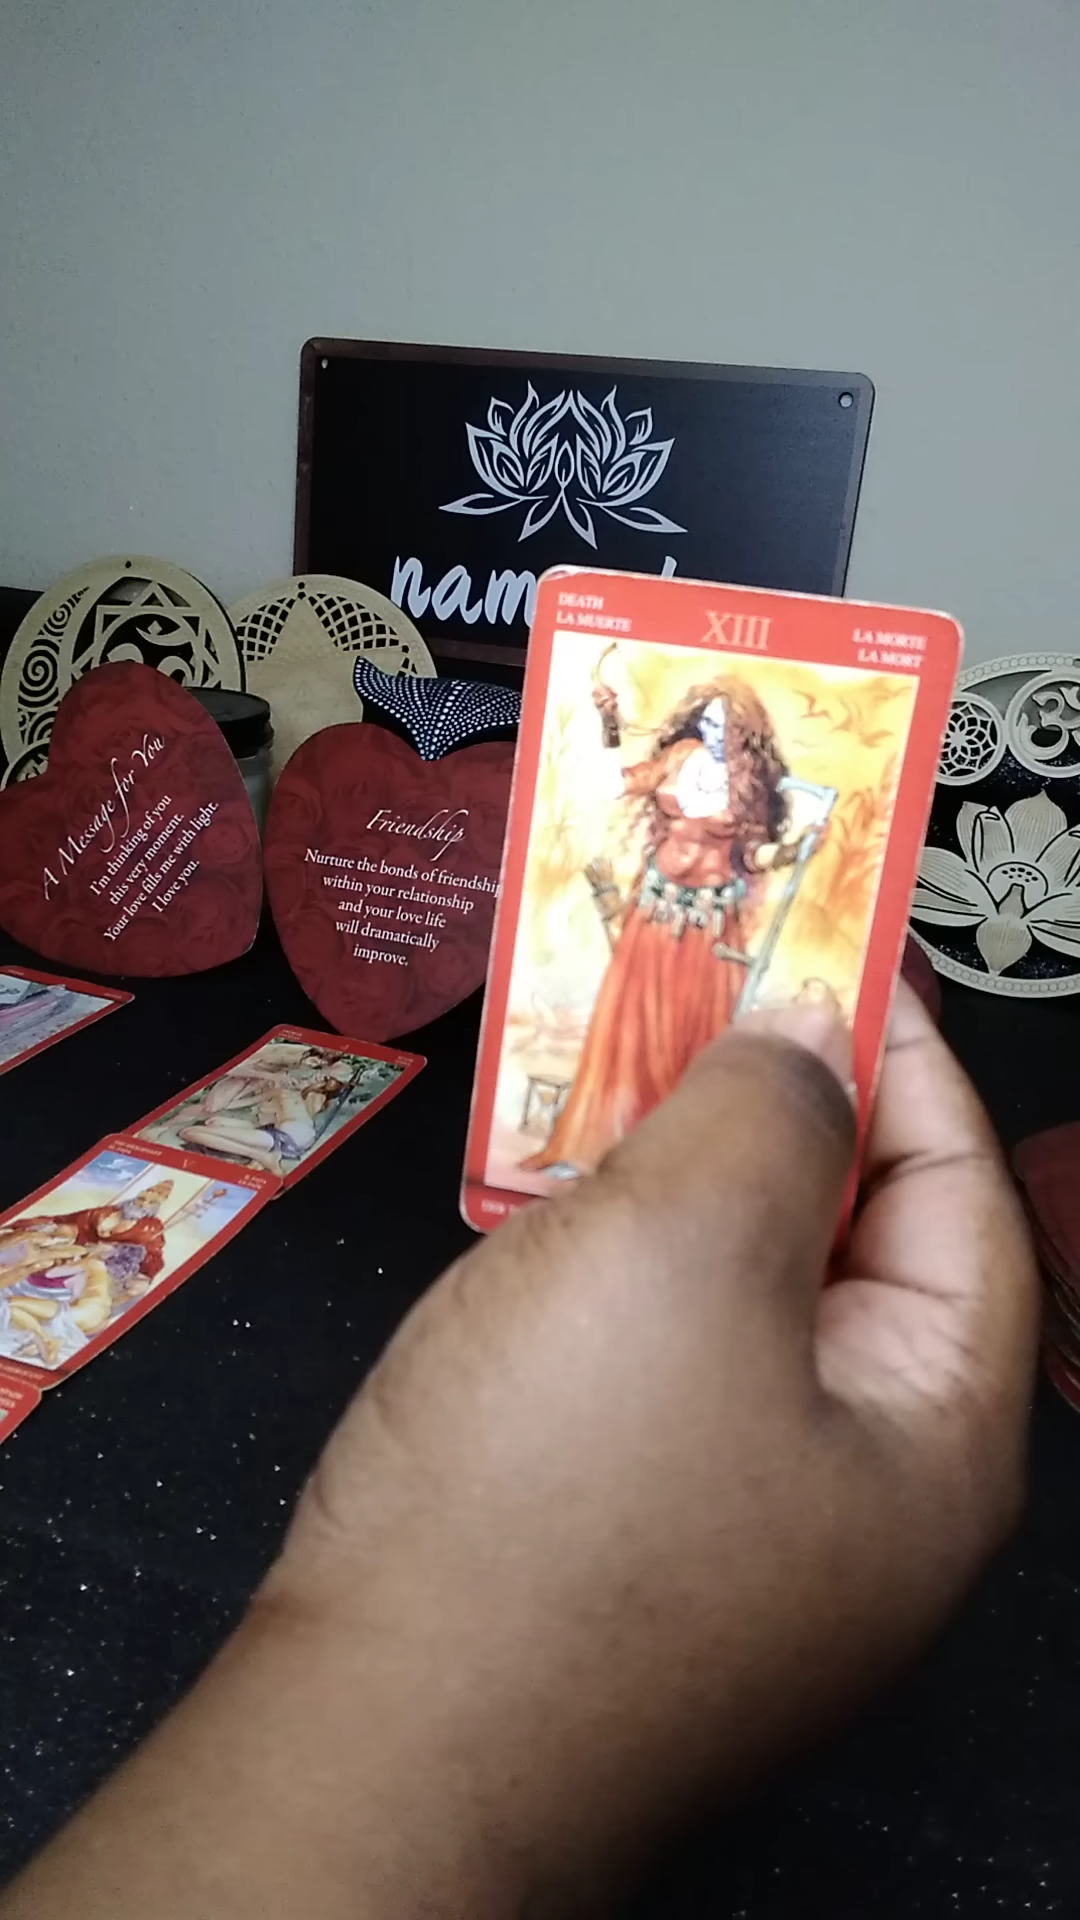 DEATH
LA MUERTE
XIII
LA MORTE
LA MORT
A Message for You
I'm thinking of you
this very moment.
Your love fills me with light.
I love you.
Friendship
Nurture the bonds of friendship
within your relationship
and your love life
will dramatically
improve.
V